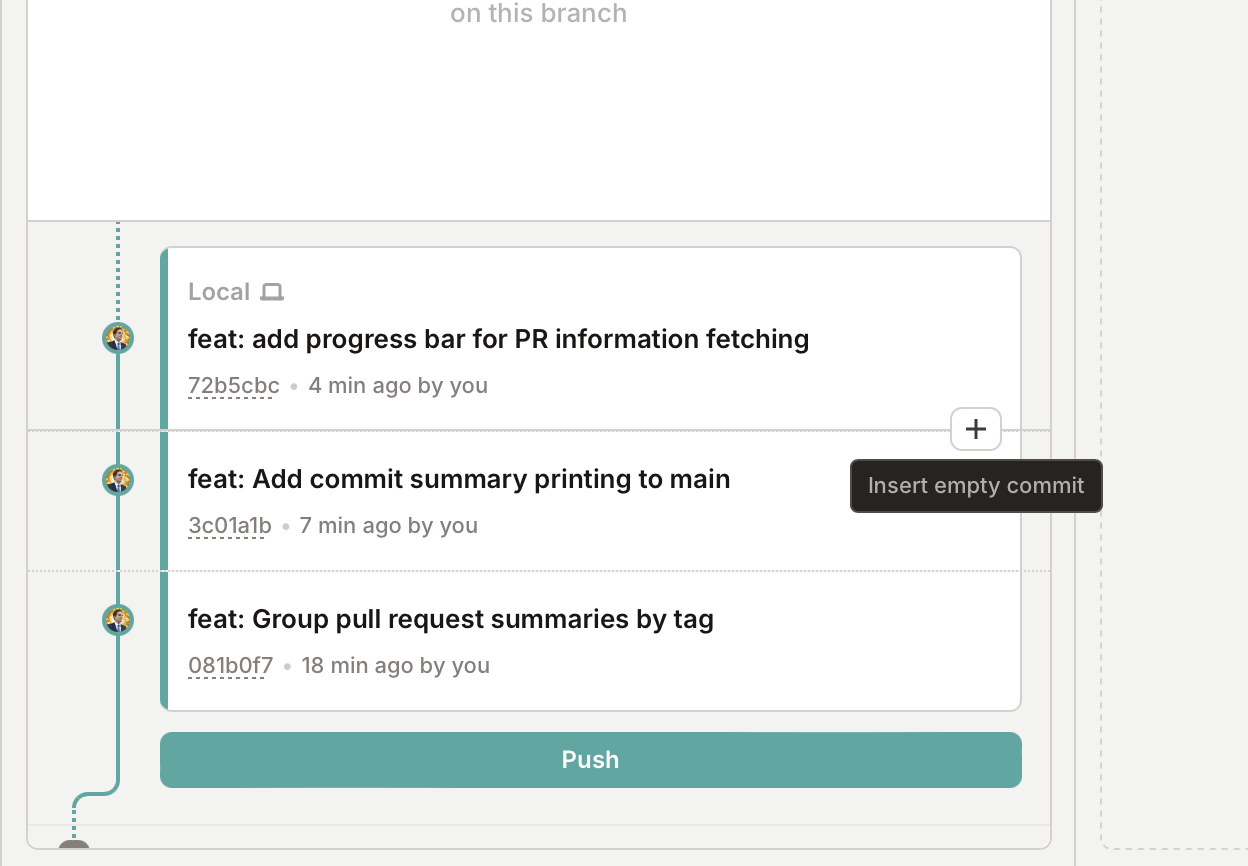 on this branch
Local
feat: add progress bar for PR information fetching
72b5cbc • 4 min ago by you
feat: Add commit summary printing to main
Insert empty commit
3c01a1b • 7 min ago by you
feat: Group pull request summaries by tag
081b0f7 • 18 min ago by you
Push